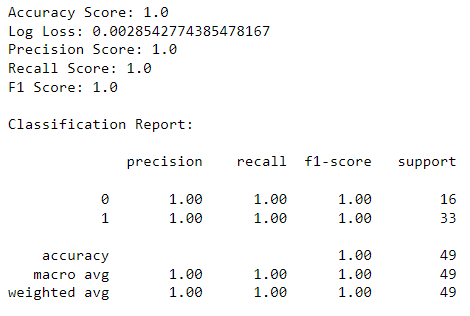 Accuracy Score: 1.0
Log Loss: 0.0028542774385478167
Precision Score: 1.0
Recall Score: 1.0
F1 Score: 1.0
Classification Report:
precision recall f1-score support
0 1.00 1.00 1.00 16
1 1.00 1.00 1.00 33
accuracy 1.00 49
macro avg 1.00 1.00 1.00 49
weighted avg 1.00 1.00 1.00 49